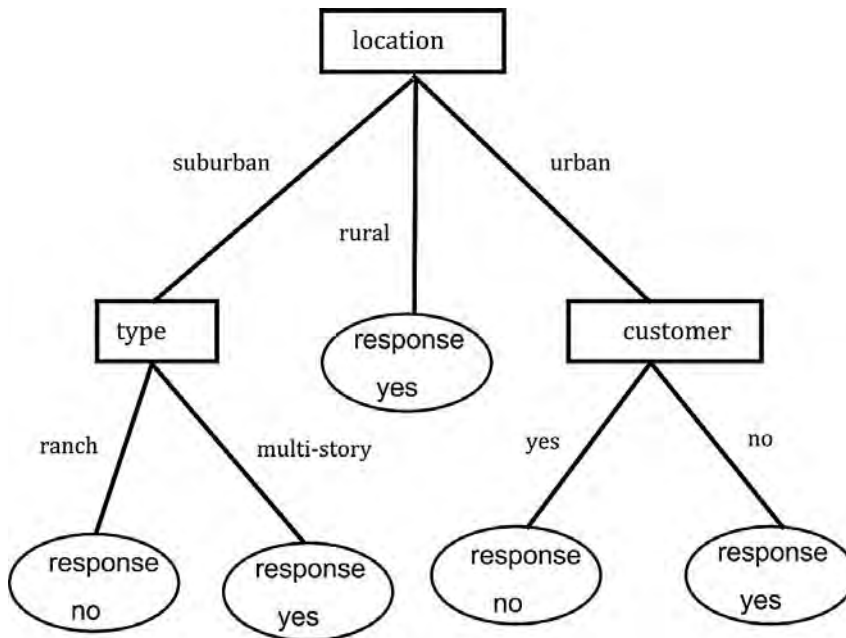 location
suburban
urban
rural
type
response
yes
customer
ranch
multi-story
yes
no
response
no
response
yes
response
no
response
yes